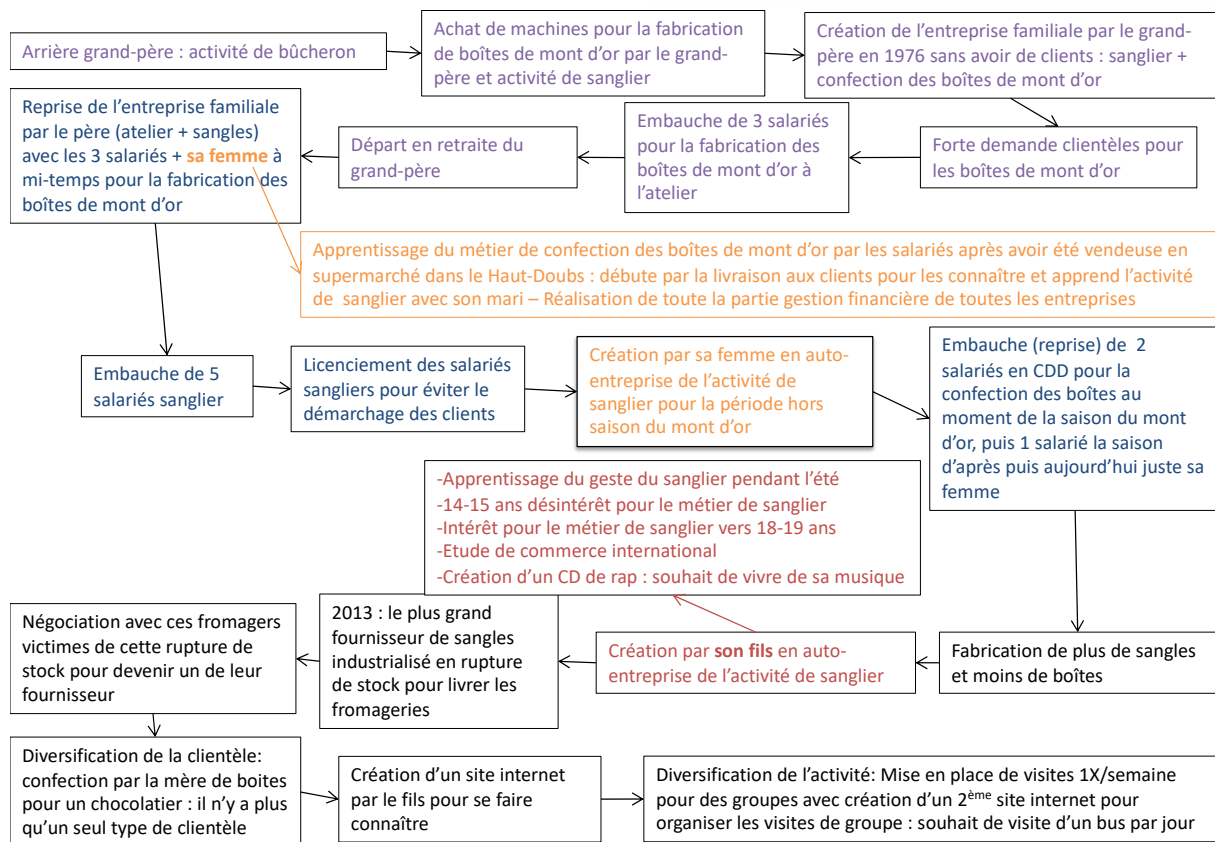 Arrière grand-père : activité de bûcheron
Achat de machines pour la fabrication
de boîtes de mont d'or par le grand-
père et activité de sanglier
Création de l'entreprise familiale par le grand-
père en 1976 sans avoir de clients : sanglier +
confection des boîtes de mont d'or
Forte demande clientèles pour
les boîtes de mont d'or
Embauche de 3 salariés
pour la fabrication des
boîtes de mont d'or à
l'atelier
Départ en retraite du
grand-père
Reprise de l'entreprise familiale
par le père (atelier + sangles)
avec les 3 salariés + sa femme à
mi-temps pour la fabrication des
boîtes de mont d'or
Apprentissage du métier de confection des boîtes de mont d'or par les salariés après avoir été vendeuse en
supermarché dans le Haut-Doubs : débute par la livraison aux clients pour les connaître et apprend l'activité
de sanglier avec son mari – Réalisation de toute la partie gestion financière de toutes les entreprises
Embauche de 5
salariés sanglier
Licenciement des salariés
sangliers pour éviter le
démarchage des clients
Création par sa femme en auto-
entreprise de l'activité de
sanglier pour la période hors
saison du mont d'or
Embauche (reprise) de 2
salariés en CDD pour la
confection des boîtes au
moment de la saison du mont
d'or, puis 1 salarié la saison
d'après puis aujourd'hui juste sa
femme
Fabrication de plus de sangles
et moins de boîtes
Création par son fils en auto-
entreprise de l'activité de sanglier
-Apprentissage du geste du sanglier pendant l'été
-14-15 ans désintérêt pour le métier de sanglier
-Intérêt pour le métier de sanglier vers 18-19 ans
-Etude de commerce international
-Création d'un CD de rap : souhait de vivre de sa musique
2013 : le plus grand
fournisseur de sangles
industrialisé en rupture
de stock pour livrer les
fromageries
Négociation avec ces fromagers
victimes de cette rupture de
stock pour devenir un de leur
fournisseur
Diversification de la clientèle:
confection par la mère de boites
pour un chocolatier : il n'y a plus
qu'un seul type de clientèle
Création d'un site internet
par le fils pour se faire
connaître
Diversification de l'activité: Mise en place de visites 1X/semaine
pour des groupes avec création d'un 2ème site internet pour
organiser les visites de groupe : souhait de visite d'un bus par jour